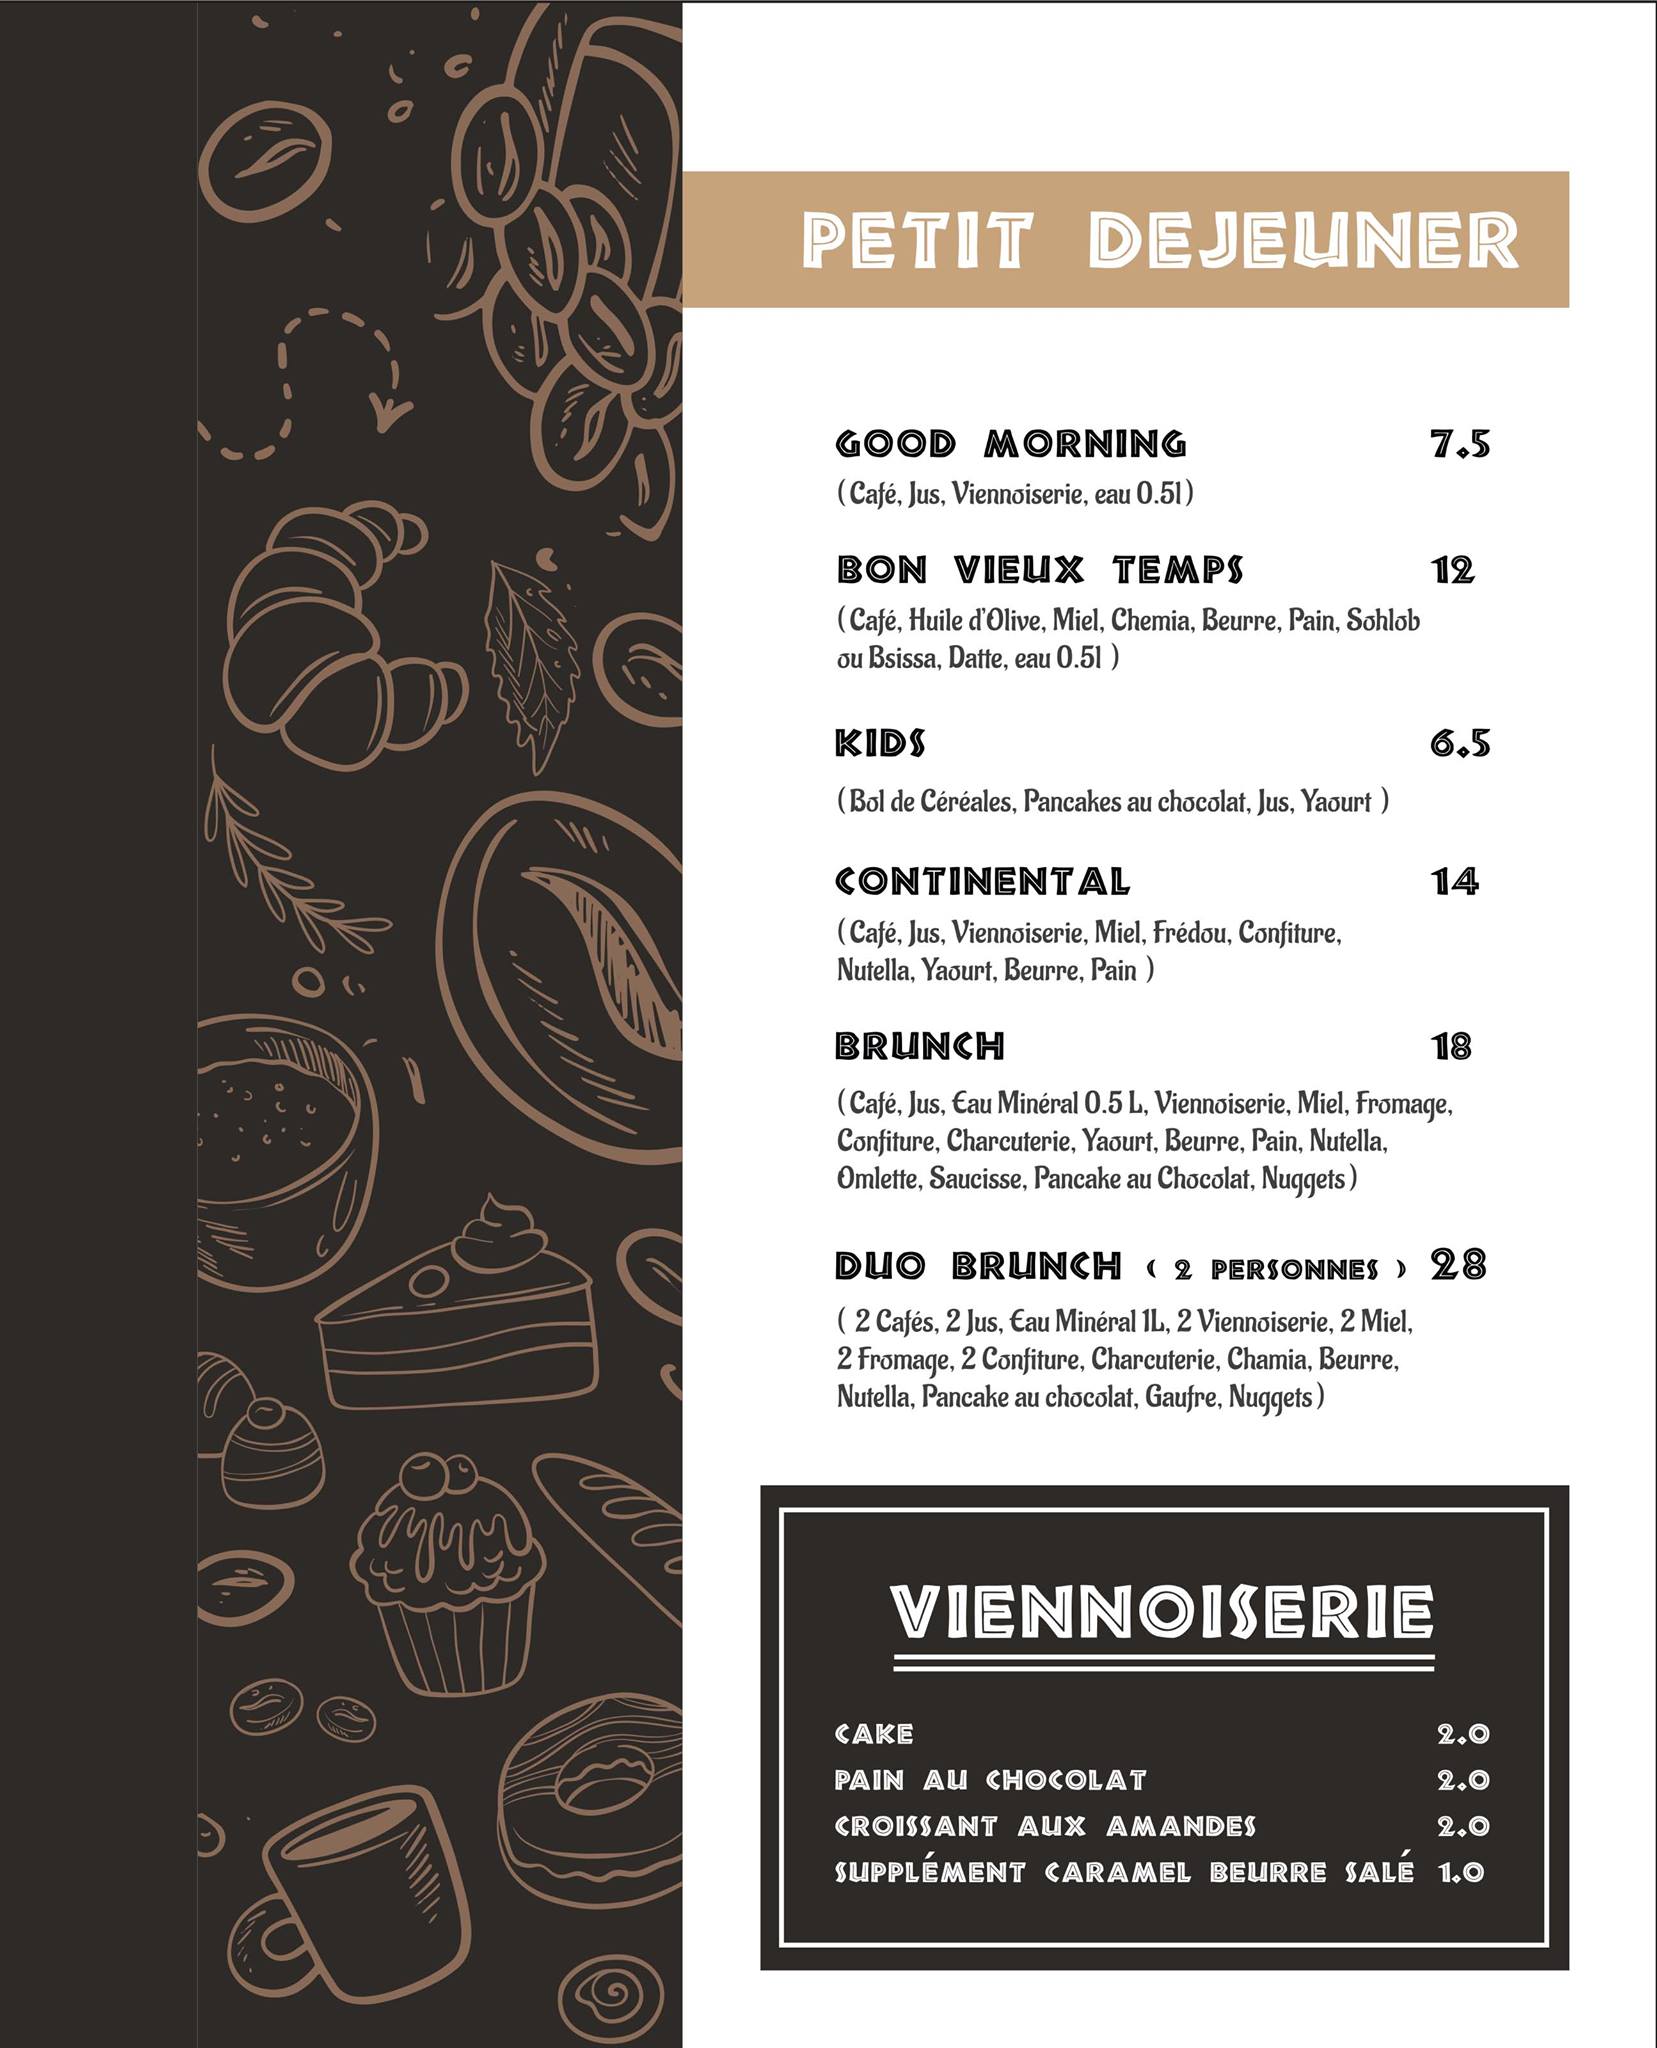 PETIT DEJEUNER
GOOD MORNING 7.5
(Café, Jus, Viennoiserie, eau 0.5l)
BON VIEUX TEMPS 12
(Café, Huile d'Olive, Miel, Chemia, Beurre, Pain, Sohlob
ou Bsissa, Datte, eau 0.5l )
KIDS 6.5
(Bol de Céréales, Pancakes au chocolat, Jus, Yaourt )
CONTINENTAL 14
(Café, Jus, Viennoiserie, Miel, Frédou, Confiture,
Nutella, Yaourt, Beurre, Pain )
BRUNCH 18
(Café, Jus, Eau Minéral 0.5 L, Viennoiserie, Miel, Fromage,
Confiture, Charcuterie, Yaourt, Beurre, Pain, Nutella,
Omlette, Saucisse, Pancake au Chocolat, Nuggets)
DUO BRUNCH ( 2 PERSONNES ) 28
( 2 Cafés, 2 Jus, Eau Minéral 1L, 2 Viennoiserie, 2 Miel,
2 Fromage, 2 Confiture, Charcuterie, Chamia, Beurre,
Nutella, Pancake au chocolat, Gaufre, Nuggets)
VIENNOISERIE
CAKE 2.0
PAIN AU CHOCOLAT 2.0
CROISSANT AUX AMANDES 2.0
SUPPLÉMENT CARAMEL BEURRE SALÉ 1.0